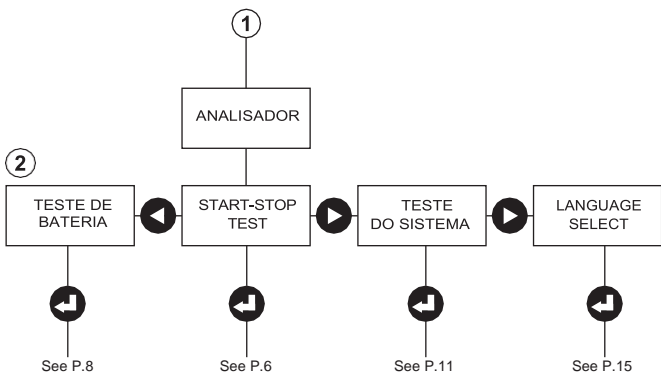 1
ANALISADOR
2
TESTE DE
BATERIA
START-STOP
TEST
TESTE
DO SISTEMA
LANGUAGE
SELECT
See P.8
See P.6
See P.11
See P.15